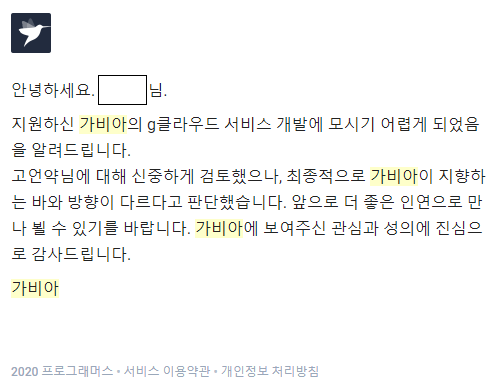 안녕하세요. 님.
지원하신 가비아의 g클라우드 서비스 개발에 모시기 어렵게 되었음
을 알려드립니다.
고언약님에 대해 신중하게 검토했으나, 최종적으로 가비아이 지향하
는 바와 방향이 다르다고 판단했습니다. 앞으로 더 좋은 인연으로 만
나 뵐 수 있기를 바랍니다. 가비아에 보여주신 관심과 성의에 진심으
로 감사드립니다.
가비아
2020 프로그래머스 • 서비스 이용약관 • 개인정보 처리방침